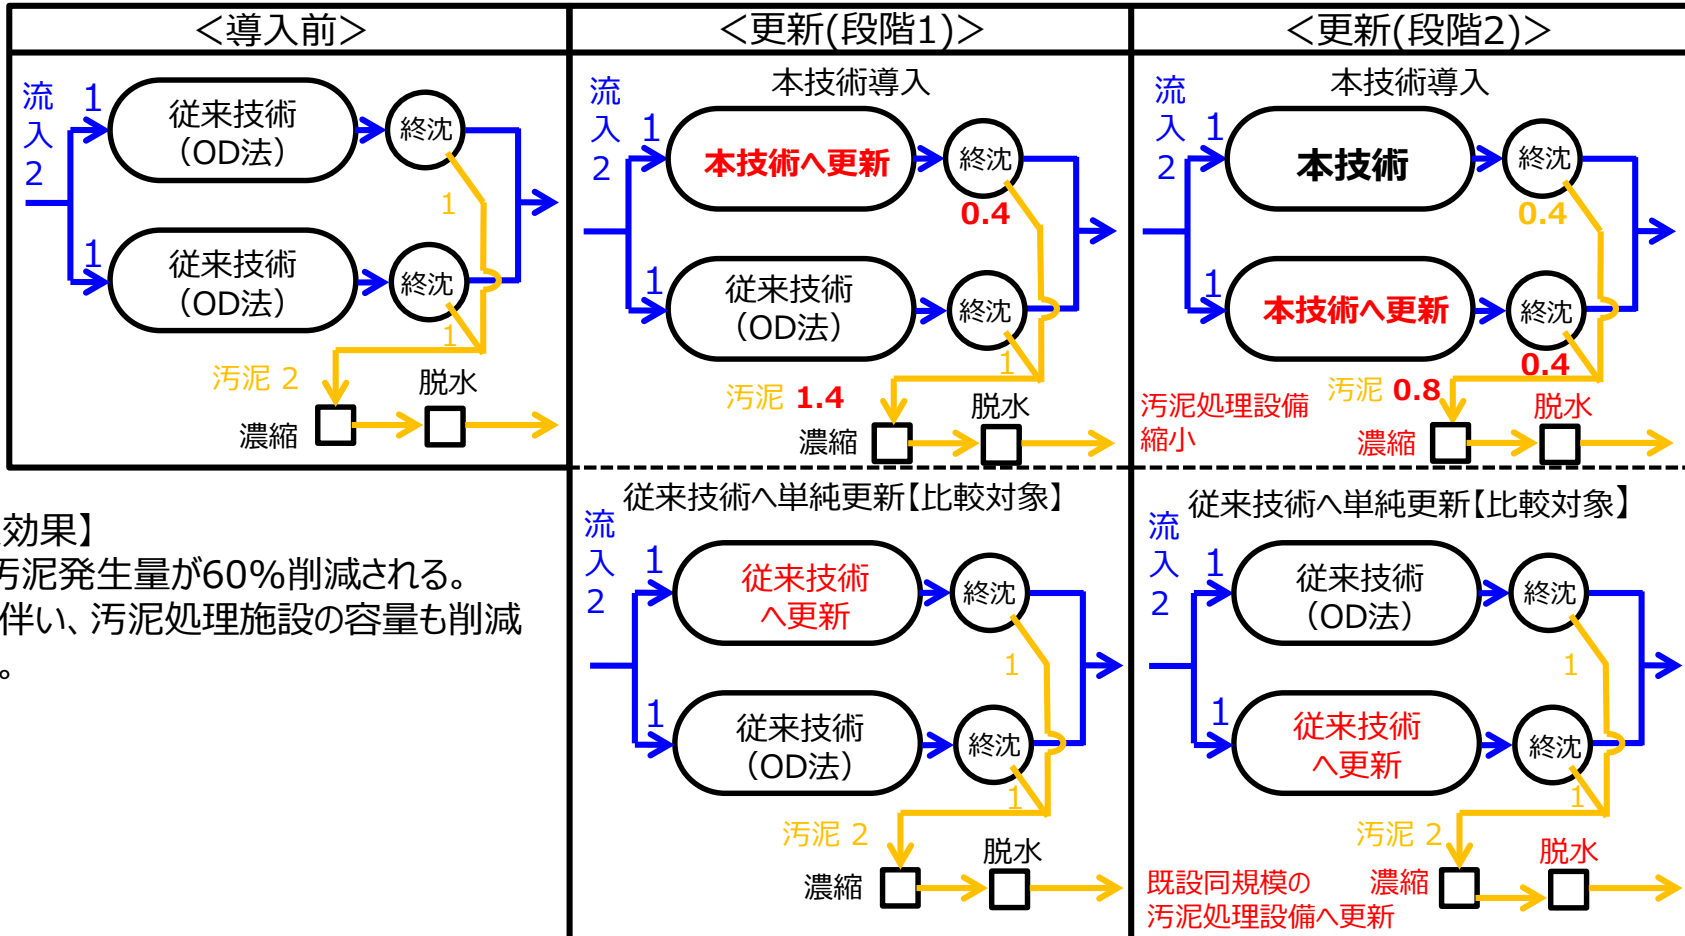 ＜導入前＞
流
入
2
1
従来技術
（OD法）
終沈
1
1
従来技術
（OD法）
終沈
1
汚泥 2
脱水
濃縮
効果】
汚泥発生量が60％削減される。
伴い、汚泥処理施設の容量も削減
。
＜更新(段階1)＞
本技術導入
流
入
2
1
本技術へ更新
終沈
0.4
1
従来技術
（OD法）
終沈
1
汚泥 1.4
脱水
濃縮
従来技術へ単純更新【比較対象】
流
入
2
1
従来技術
へ更新
終沈
1
1
従来技術
（OD法）
終沈
1
汚泥 2
脱水
濃縮
＜更新(段階2)＞
本技術導入
流
入
2
1
本技術
終沈
0.4
1
本技術へ更新
終沈
0.4
汚泥 0.8
汚泥処理設備
縮小
脱水
濃縮
従来技術へ単純更新【比較対象】
流
入
2
1
従来技術
（OD法）
終沈
1
1
従来技術
へ更新
終沈
1
汚泥 2
脱水
濃縮
既設同規模の
汚泥処理設備へ更新